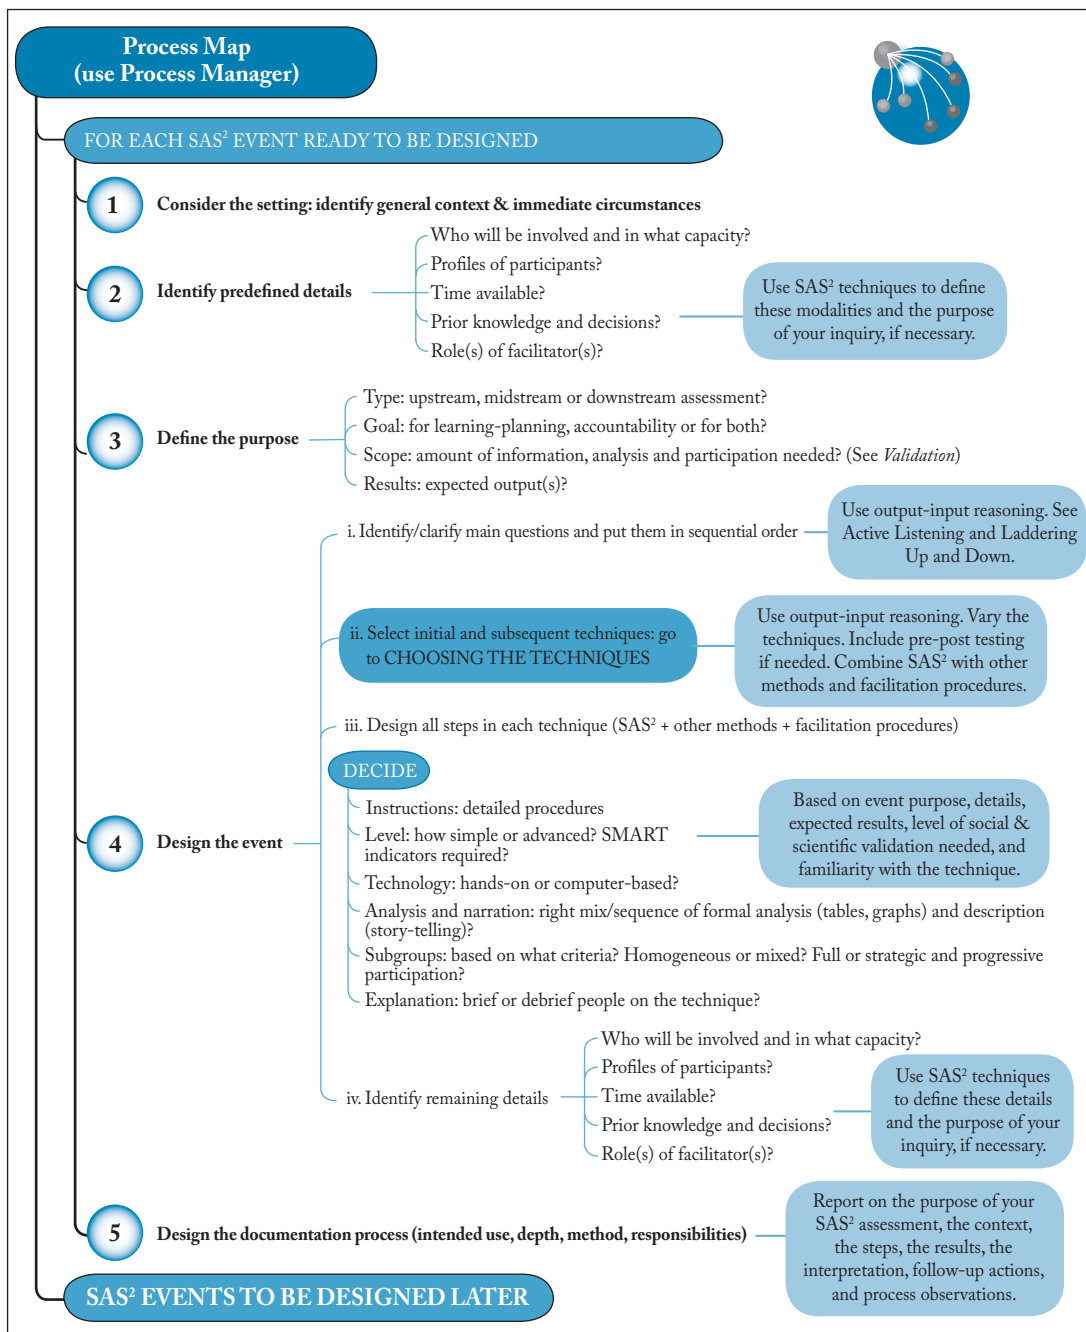 Process Map
(use Process Manager)
FOR EACH SAS² EVENT READY TO BE DESIGNED
1
Consider the setting: identify general context & immediate circumstances
2
Identify predefined details
Who will be involved and in what capacity?
Profiles of participants?
Time available?
Prior knowledge and decisions?
Role(s) of facilitator(s)?
Use SAS² techniques to define
these modalities and the purpose
of your inquiry, if necessary.
3
Define the purpose
Type: upstream, midstream or downstream assessment?
Goal: for learning-planning, accountability or for both?
Scope: amount of information, analysis and participation needed? (See Validation)
Results: expected output(s)?
4
Design the event
i. Identify/clarify main questions and put them in sequential order
Use output-input reasoning. See
Active Listening and Laddering
Up and Down.
ii. Select initial and subsequent techniques: go
to CHOOSING THE TECHNIQUES
Use output-input reasoning. Vary the
techniques. Include pre-post testing
if needed. Combine SAS² with other
methods and facilitation procedures.
iii. Design all steps in each technique (SAS² + other methods + facilitation procedures)
DECIDE
Instructions: detailed procedures
Level: how simple or advanced? SMART
indicators required?
Technology: hands-on or computer-based?
Analysis and narration: right mix/sequence of formal analysis (tables, graphs) and description
(story-telling)?
Subgroups: based on what criteria? Homogeneous or mixed? Full or strategic and progressive
participation?
Explanation: brief or debrief people on the technique?
Based on event purpose, details,
expected results, level of social &
scientific validation needed, and
familiarity with the technique.
iv. Identify remaining details
Who will be involved and in what capacity?
Profiles of participants?
Time available?
Prior knowledge and decisions?
Role(s) of facilitator(s)?
Use SAS² techniques
to define these details
and the purpose of your
inquiry, if necessary.
5
Design the documentation process (intended use, depth, method, responsibilities)
Report on the purpose of your
SAS² assessment, the context,
the steps, the results, the
interpretation, follow-up actions,
and process observations.
SAS² EVENTS TO BE DESIGNED LATER